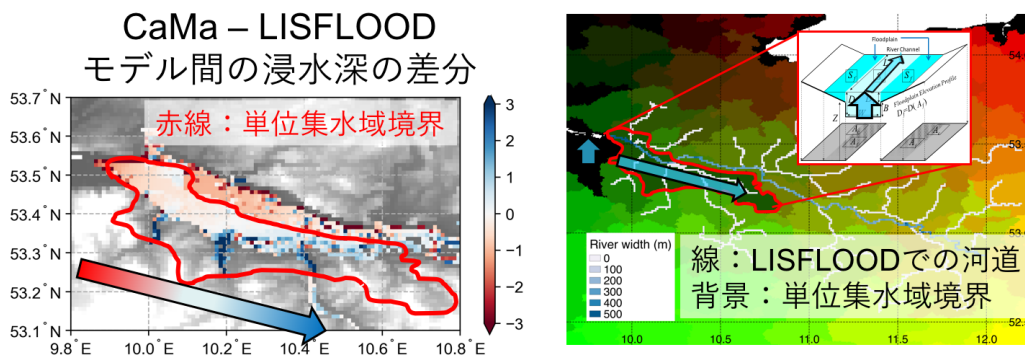 CaMa – LISFLOOD
モデル間の浸水深の差分
赤線：単位集水域境界
53.7°N
53.6°N
53.5°N
53.4°N
53.3°N
53.2°N
53.1°N
9.8°E
10.0°E
10.2°E
10.4°E
10.6°E
10.8°E
3
2
1
0
−1
−2
−3
Floodplain
River Channel
Floodplain Elevation Profile
L
B
Z
River width (m)
0
100
200
300
400
500
線：LISFLOODでの河道
背景：単位集水域境界
10.0
10.5
11.0
11.5
12.0